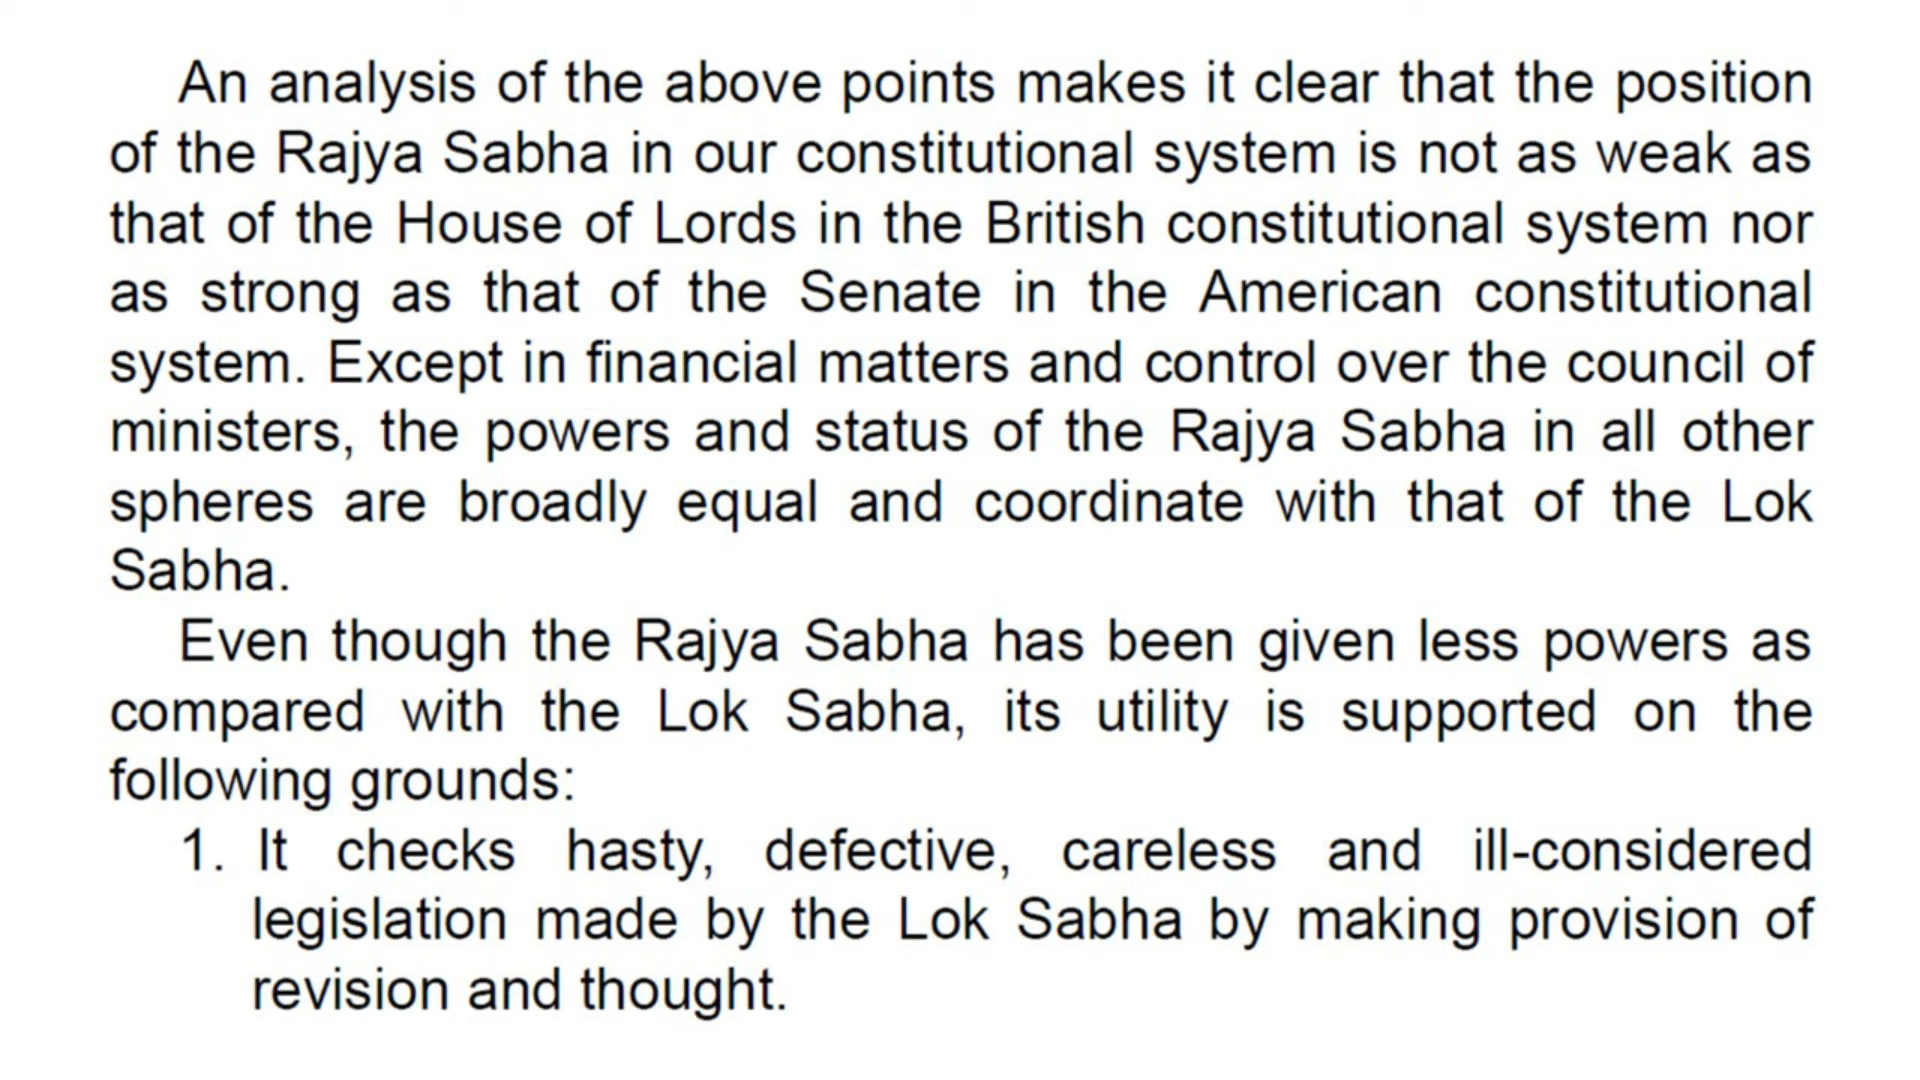 An analysis of the above points makes it clear that the position
of the Rajya Sabha in our constitutional system is not as weak as
that of the House of Lords in the British constitutional system nor
as strong as that of the Senate in the American constitutional
system. Except in financial matters and control over the council of
ministers, the powers and status of the Rajya Sabha in all other
spheres are broadly equal and coordinate with that of the Lok
Sabha.
Even though the Rajya Sabha has been given less powers as
compared with the Lok Sabha, its utility is supported on the
following grounds:
1. It checks hasty, defective, careless and ill-considered
legislation made by the Lok Sabha by making provision of
revision and thought.